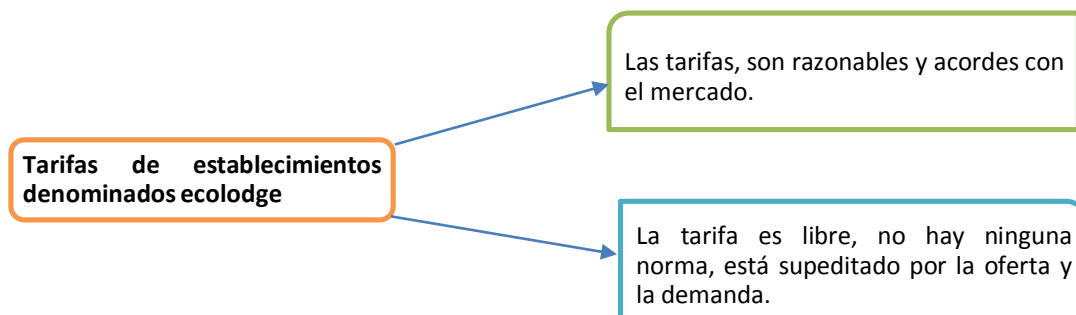 Las tarifas, son razonables y acordes con
el mercado.
Tarifas de establecimientos
denominados ecolodge
La tarifa es libre, no hay ninguna
norma, está supeditado por la oferta y
la demanda.